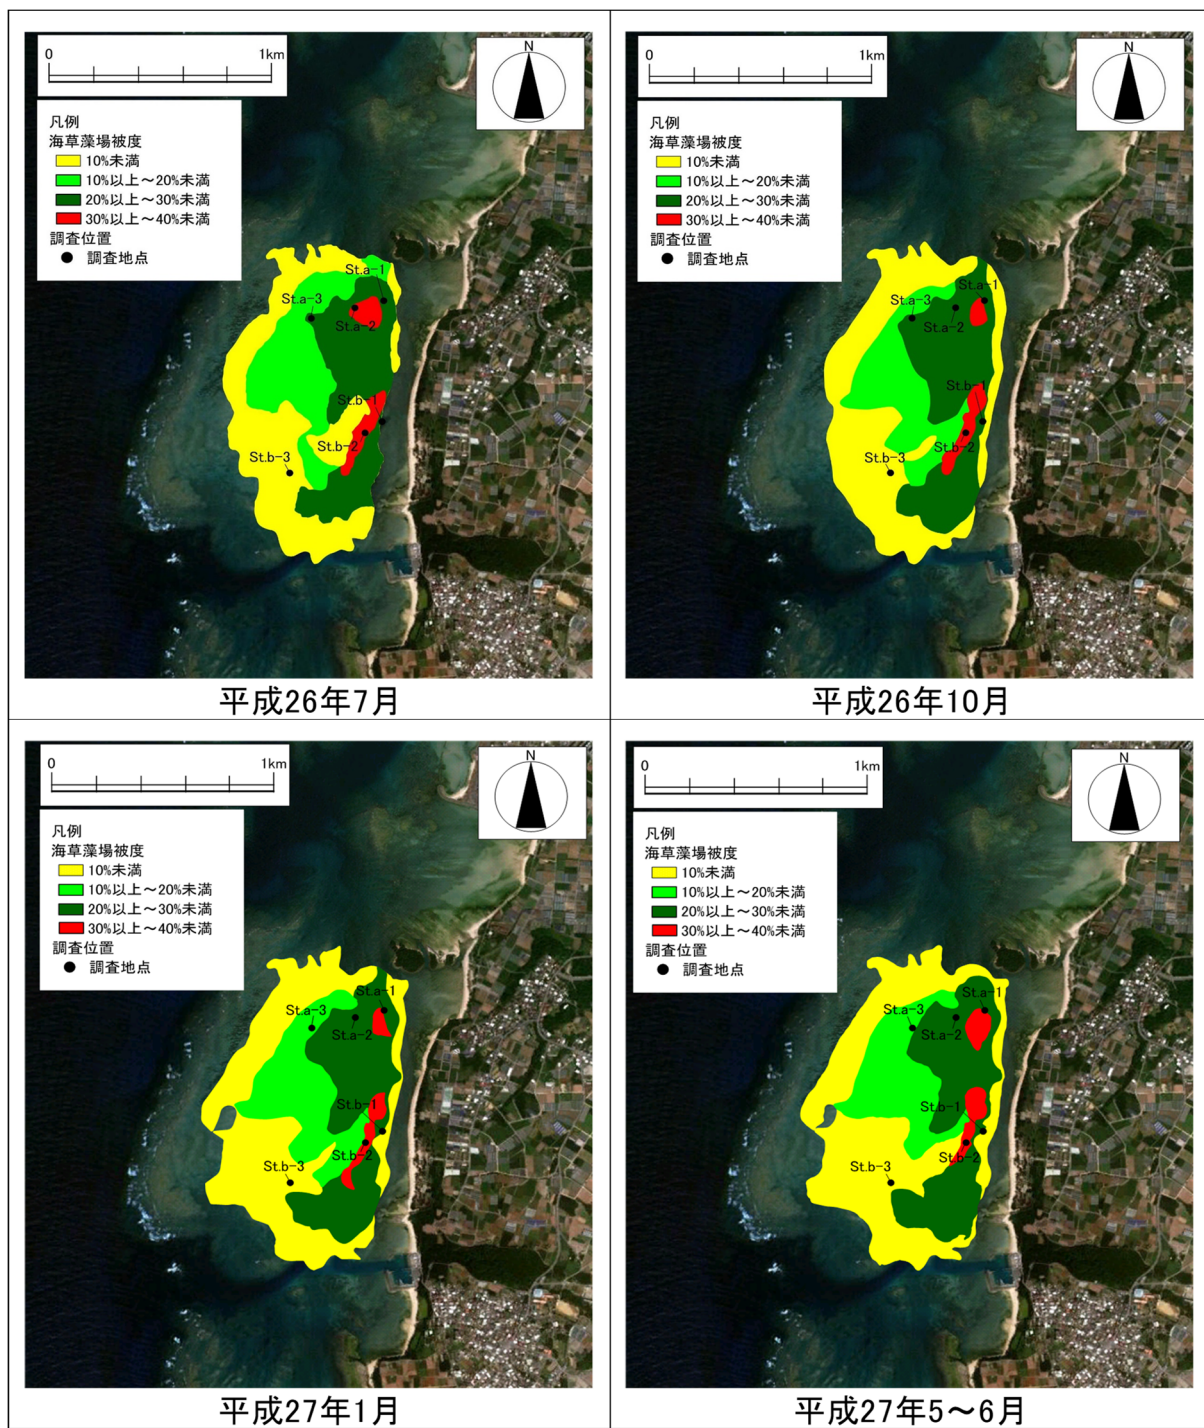 0 1km
N
凡例
海草藻場被度
10%未満
10%以上～20%未満
20%以上～30%未満
30%以上～40%未満
調査位置
調査地点
St.a-1
St.a-3
St.a-2
St.b-1
St.b-2
St.b-3
平成26年7月
0 1km
N
凡例
海草藻場被度
10%未満
10%以上～20%未満
20%以上～30%未満
30%以上～40%未満
調査位置
調査地点
St.a-1
St.a-3
St.a-2
St.b-1
St.b-2
St.b-3
平成26年10月
0 1km
N
凡例
海草藻場被度
10%未満
10%以上～20%未満
20%以上～30%未満
30%以上～40%未満
調査位置
調査地点
St.a-1
St.a-3
St.a-2
St.b-1
St.b-2
St.b-3
平成27年1月
0 1km
N
凡例
海草藻場被度
10%未満
10%以上～20%未満
20%以上～30%未満
30%以上～40%未満
調査位置
調査地点
St.a-1
St.a-3
St.a-2
St.b-1
St.b-2
St.b-3
平成27年5～6月